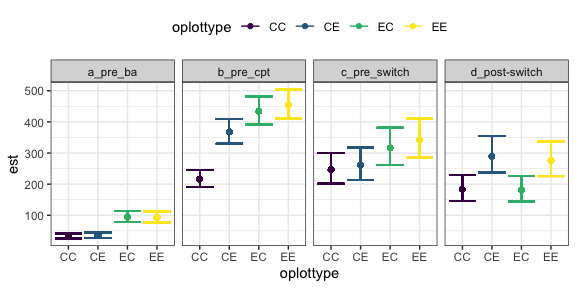 oplottype CC CE EC EE
a_pre_ba b_pre_cpt c_pre_switch d_post-switch
500
400
300
200
100
est
CC CE EC EE CC CE EC EE CC CE EC EE CC CE EC EE
oplottype